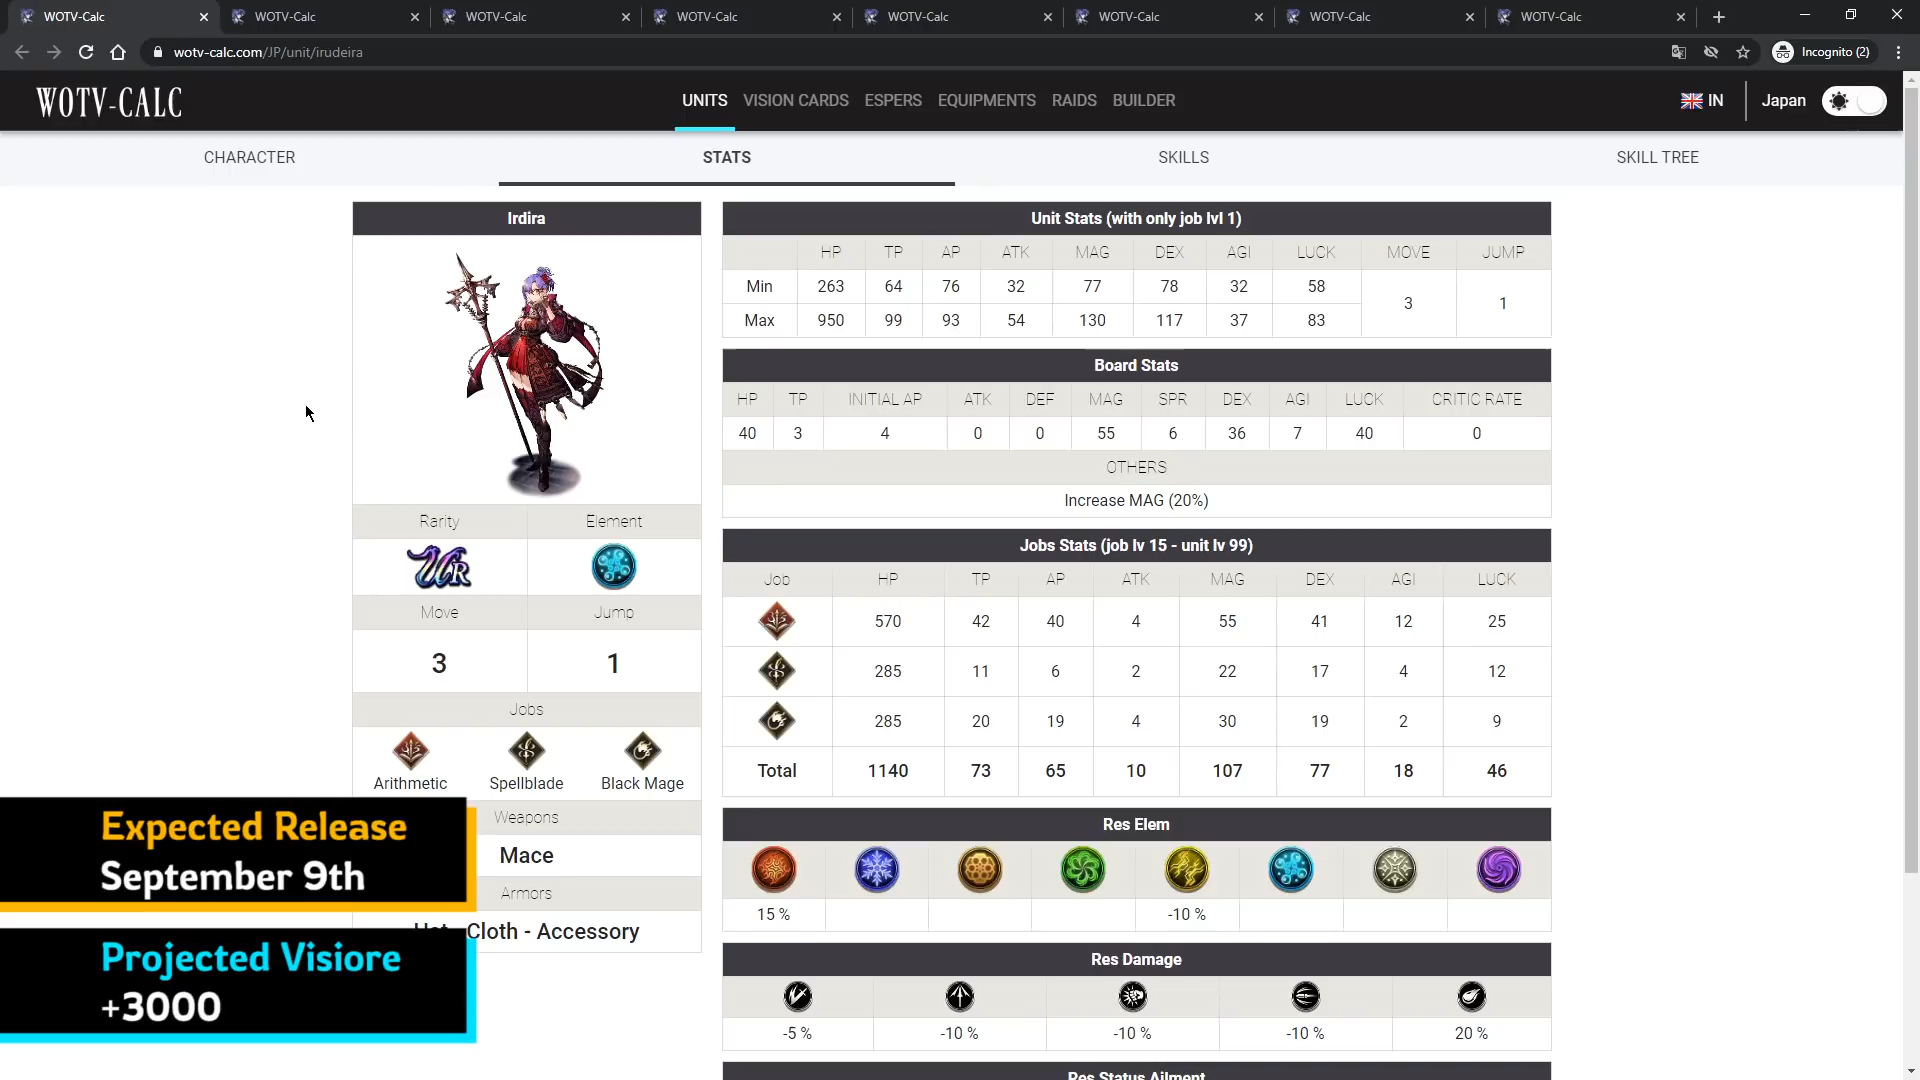 WOTV-Calc
WOTV-Calc
WOTV-Calc
WOTV-Calc
WOTV-Calc
WOTV-Calc
WOTV-Calc
WOTV-Calc
wotv-calc.com/JP/unit/irudeira
Incognito (2)
WOTV-CALC
UNITS VISION CARDS ESPERS EQUIPMENTS RAIDS BUILDER
IN
Japan
CHARACTER STATS SKILLS SKILL TREE
Irdira
Rarity Element
UR
Move Jump
3 1
Jobs
Arithmetic Spellblade Black Mage
Weapons
Mace
Armors
Cloth - Accessory
Unit Stats (with only job lvl 1)
HP TP AP ATK MAG DEX AGI LUCK MOVE JUMP
Min 263 64 76 32 77 78 32 58 3 1
Max 950 99 93 54 130 117 37 83
Board Stats
HP TP INITIAL AP ATK DEF MAG SPR DEX AGI LUCK CRITIC RATE
40 3 4 0 0 55 6 36 7 40 0
OTHERS
Increase MAG (20%)
Jobs Stats (job lv 15 - unit lv 99)
Job HP TP AP ATK MAG DEX AGI LUCK
570 42 40 4 55 41 12 25
285 11 6 2 22 17 4 12
285 20 19 4 30 19 2 9
Total 1140 73 65 10 107 77 18 46
Res Elem
15 % -10 %
Res Damage
-5 % -10 % -10 % -10 % 20 %
Res Status Ailment
Expected Release
September 9th
Projected Visiore
+3000